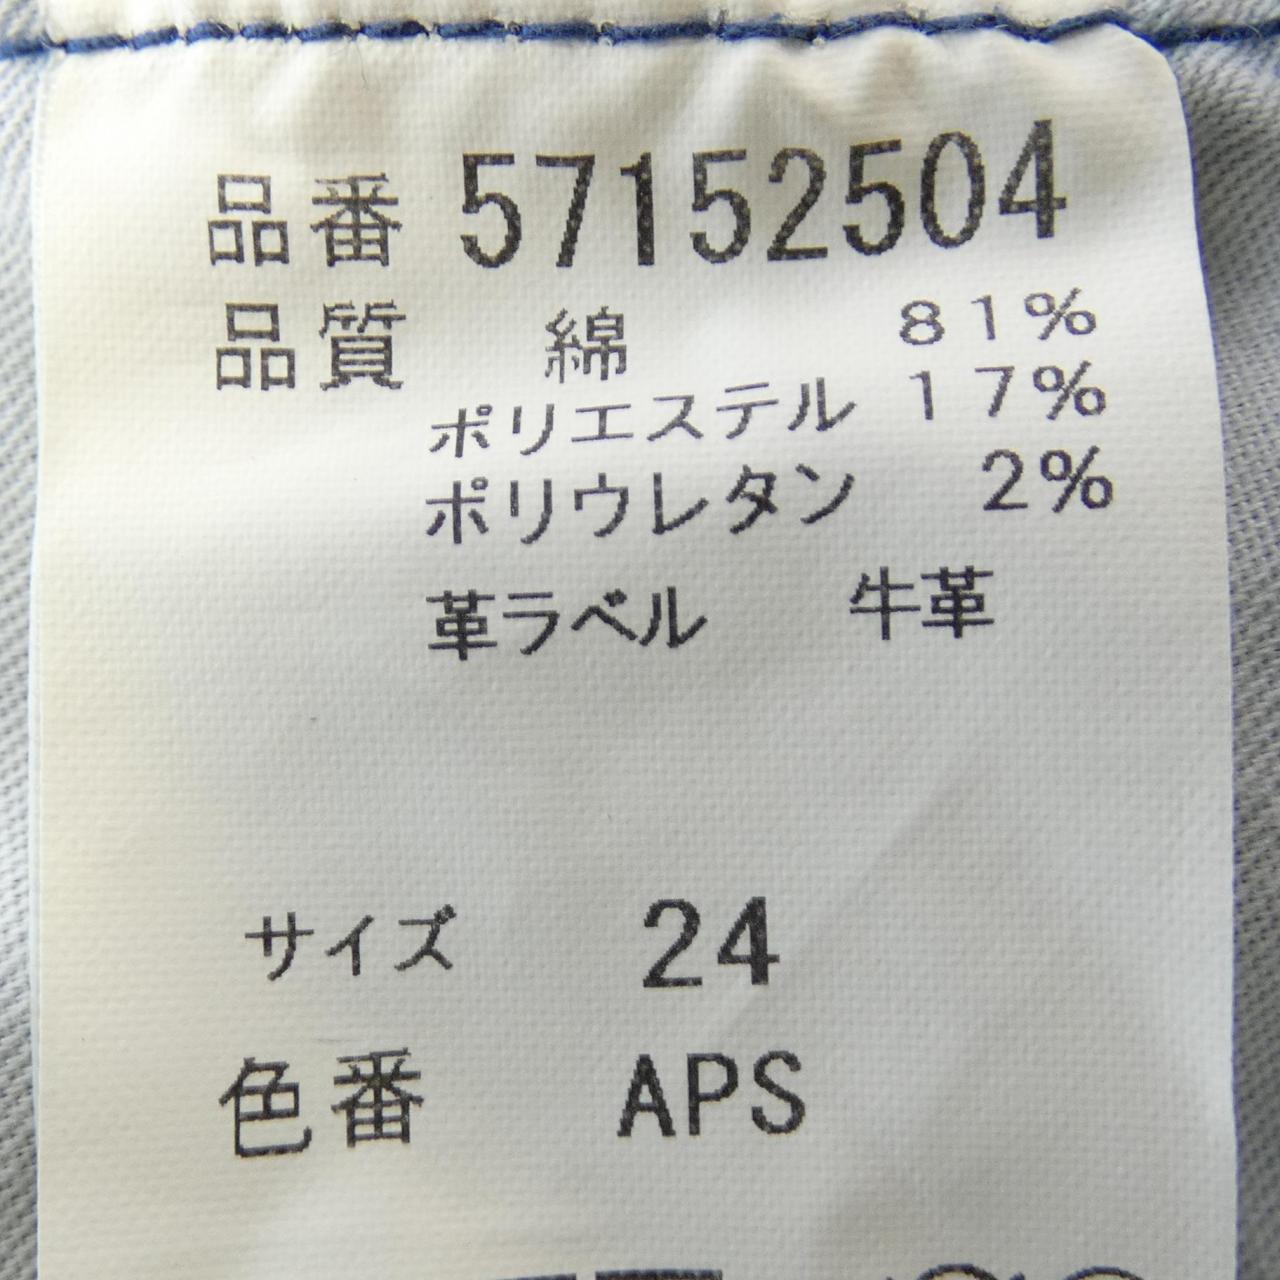 品番 57152504
品質 綿 81%
ポリエステル 17%
ポリウレタン 2%
革ラベル 牛革
サイズ 24
色番 APS